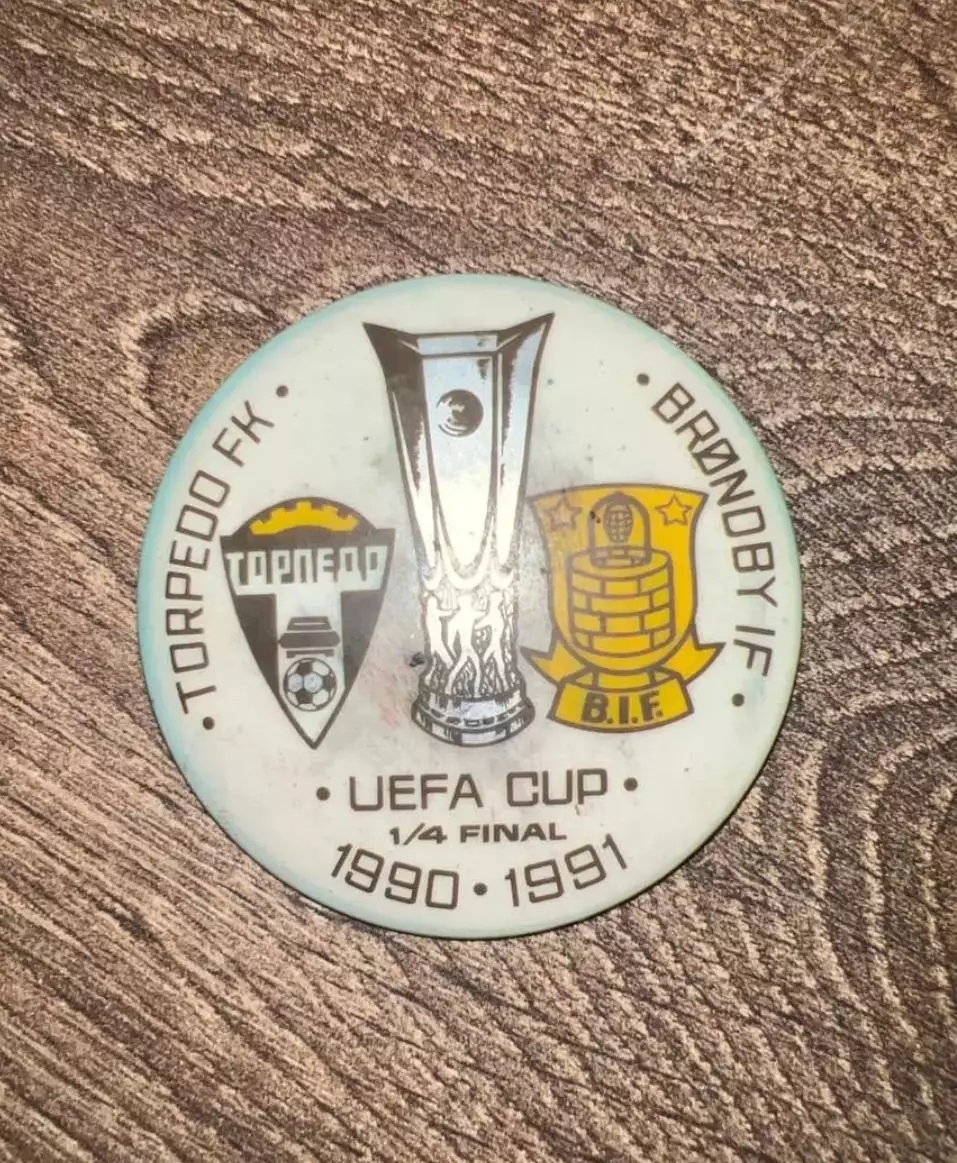 • TORPEDO FK •
• BRØNDBY IF •
ТОРПЕДО
B.I.F.
• UEFA CUP •
1/4 FINAL
1990 • 1991